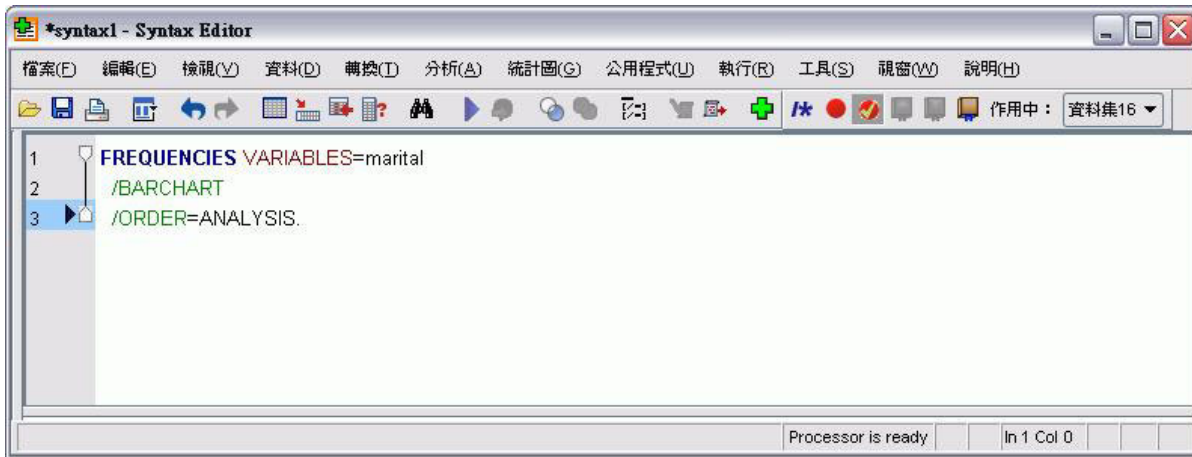 *syntax1 - Syntax Editor
檔案(F) 編輯(E) 檢視(V) 資料(D) 轉換(T) 分析(A) 統計圖(G) 公用程式(U) 執行(R) 工具(S) 視窗(W) 說明(H)
作用中： 資料集16
1 FREQUENCIES VARIABLES=marital
2 /BARCHART
3 /ORDER=ANALYSIS.
Processor is ready In 1 Col 0